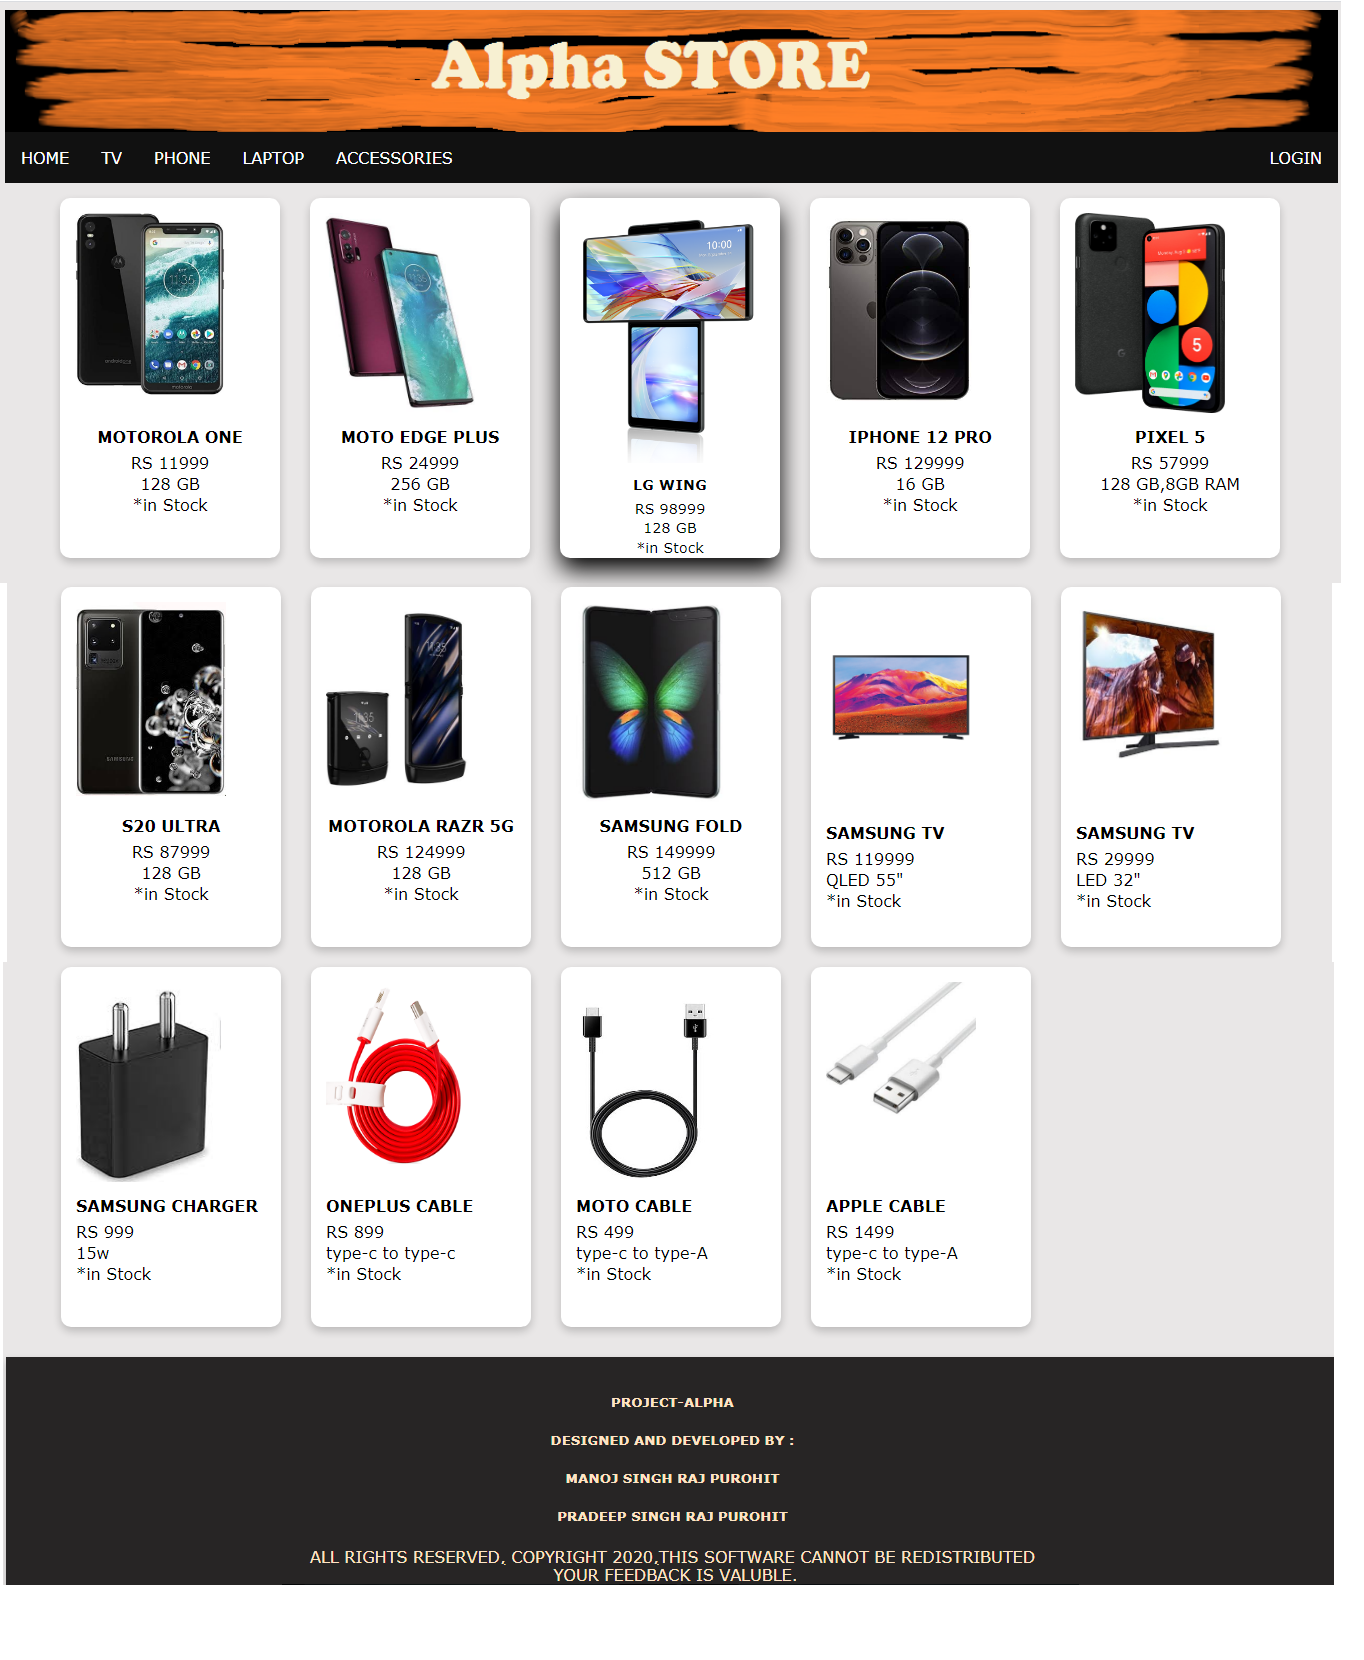 Alpha STORE
HOME TV PHONE LAPTOP ACCESSORIES LOGIN
MOTOROLA ONE
RS 11999
128 GB
*in Stock
MOTO EDGE PLUS
RS 24999
256 GB
*in Stock
10:00
LG WING
RS 98999
128 GB
*in Stock
IPHONE 12 PRO
RS 129999
16 GB
*in Stock
5
PIXEL 5
RS 57999
128 GB,8GB RAM
*in Stock
SAMSUNG
S20 ULTRA
RS 87999
128 GB
*in Stock
11:35
MOTOROLA RAZR 5G
RS 124999
128 GB
*in Stock
SAMSUNG FOLD
RS 149999
512 GB
*in Stock
SAMSUNG TV
RS 119999
QLED 55"
*in Stock
SAMSUNG TV
RS 29999
LED 32"
*in Stock
SAMSUNG CHARGER
RS 999
15w
*in Stock
ONEPLUS CABLE
RS 899
type-c to type-c
*in Stock
MOTO CABLE
RS 499
type-c to type-A
*in Stock
APPLE CABLE
RS 1499
type-c to type-A
*in Stock
PROJECT-ALPHA
DESIGNED AND DEVELOPED BY :
MANOJ SINGH RAJ PUROHIT
PRADEEP SINGH RAJ PUROHIT
ALL RIGHTS RESERVED, COPYRIGHT 2020,THIS SOFTWARE CANNOT BE REDISTRIBUTED
YOUR FEEDBACK IS VALUBLE.